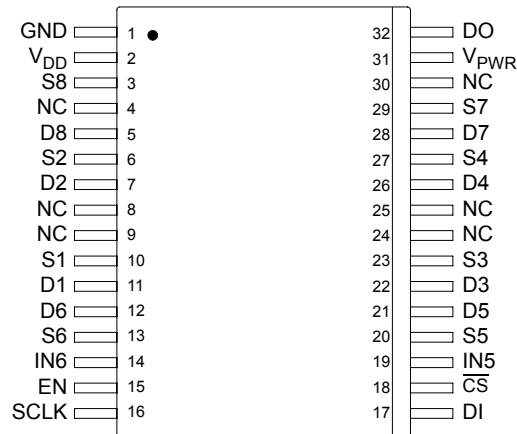 GND 1 32 DO
VDD 2 31 VPWR
S8 3 30 NC
NC 4 29 S7
D8 5 28 D7
S2 6 27 S4
D2 7 26 D4
NC 8 25 NC
NC 9 24 NC
S1 10 23 S3
D1 11 22 D3
D6 12 21 D5
S6 13 20 S5
IN6 14 19 IN5
EN 15 18 C̅S̅
SCLK 16 17 DI